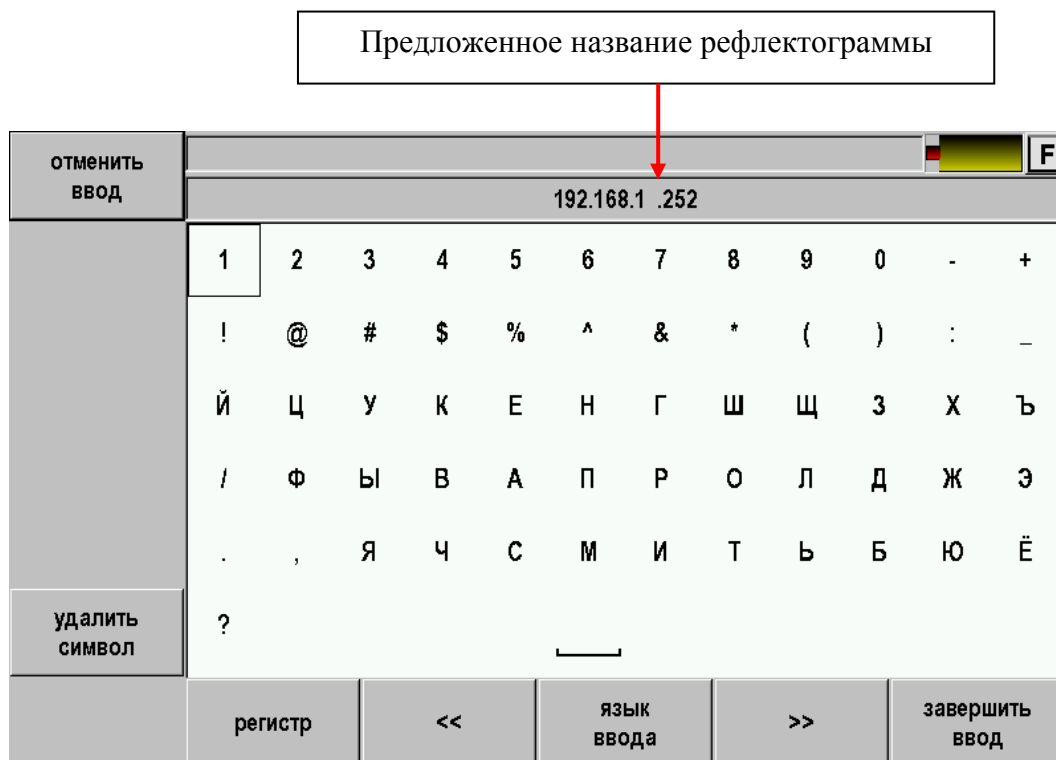 Предложенное название рефлектограммы
отменить
ввод
F
192.168.1 .252
1 2 3 4 5 6 7 8 9 0 - +
! @ # $ % ^ & * ( ) : _
Й Ц У К Е Н Г Ш Щ З Х Ъ
/ Ф Ы В А П Р О Л Д Ж Э
. , Я Ч С М И Т Ь Б Ю Ё
?
удалить
символ
регистр
<<
язык
ввода
>>
завершить
ввод